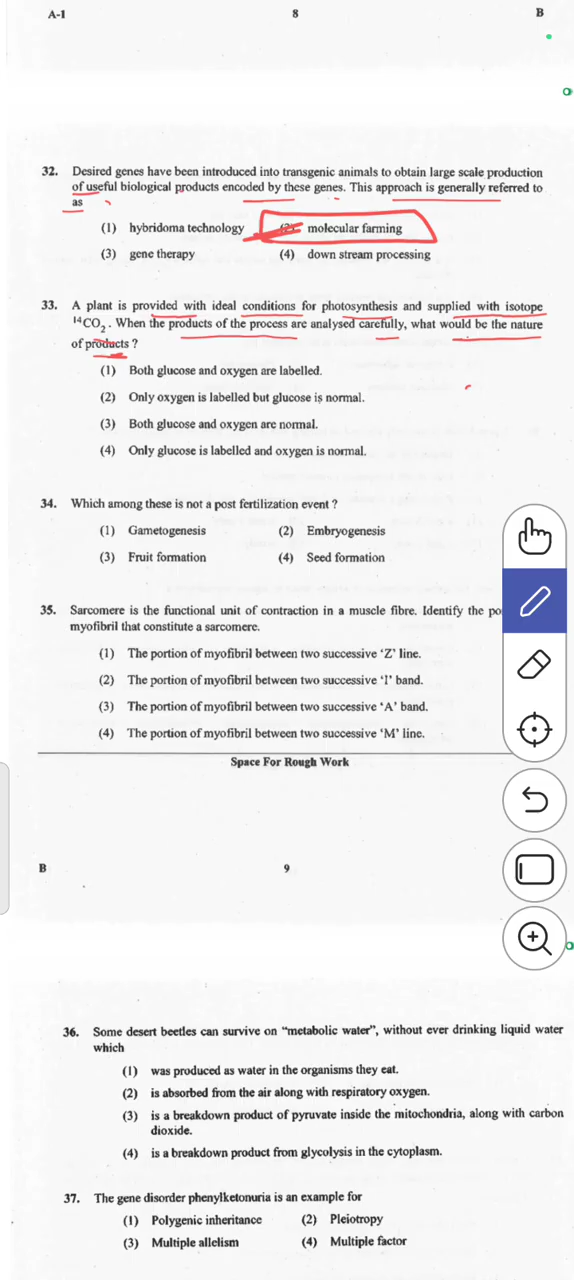 A-1 8 B
32. Desired genes have been introduced into transgenic animals to obtain large scale production
of useful biological products encoded by these genes. This approach is generally referred to
as
(1) hybridoma technology (2) molecular farming
(3) gene therapy (4) down stream processing
33. A plant is provided with ideal conditions for photosynthesis and supplied with isotope
¹⁴CO₂. When the products of the process are analysed carefully, what would be the nature
of products ?
(1) Both glucose and oxygen are labelled.
(2) Only oxygen is labelled but glucose is normal.
(3) Both glucose and oxygen are normal.
(4) Only glucose is labelled and oxygen is normal.
34. Which among these is not a post fertilization event ?
(1) Gametogenesis (2) Embryogenesis
(3) Fruit formation (4) Seed formation
35. Sarcomere is the functional unit of contraction in a muscle fibre. Identify the po
myofibril that constitute a sarcomere.
(1) The portion of myofibril between two successive ‘Z’ line.
(2) The portion of myofibril between two successive ‘I’ band.
(3) The portion of myofibril between two successive ‘A’ band.
(4) The portion of myofibril between two successive ‘M’ line.
Space For Rough Work
B 9
36. Some desert beetles can survive on “metabolic water”, without ever drinking liquid water
which
(1) was produced as water in the organisms they eat.
(2) is absorbed from the air along with respiratory oxygen.
(3) is a breakdown product of pyruvate inside the mitochondria, along with carbon
dioxide.
(4) is a breakdown product from glycolysis in the cytoplasm.
37. The gene disorder phenylketonuria is an example for
(1) Polygenic inheritance (2) Pleiotropy
(3) Multiple allelism (4) Multiple factor